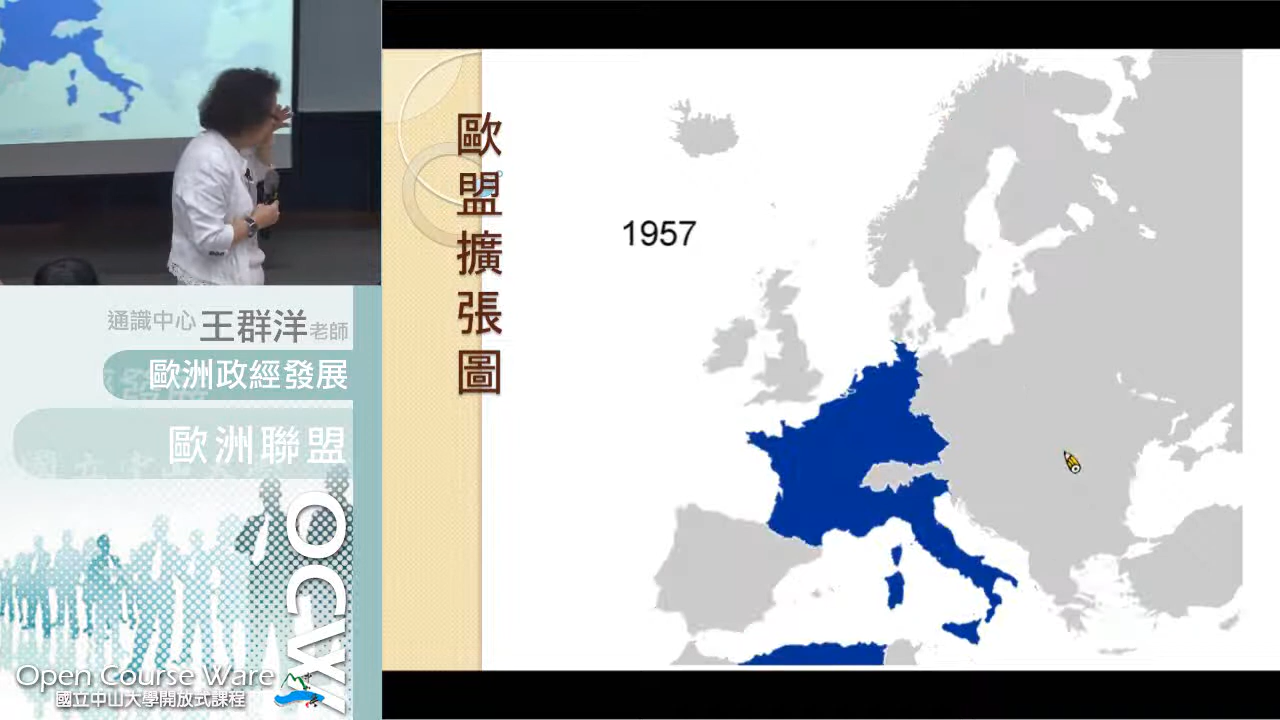 通識中心 王群洋 老師
歐洲政經發展
歐洲聯盟
OCW
Open Course Ware
國立中山大學開放式課程
歐盟擴張圖
1957